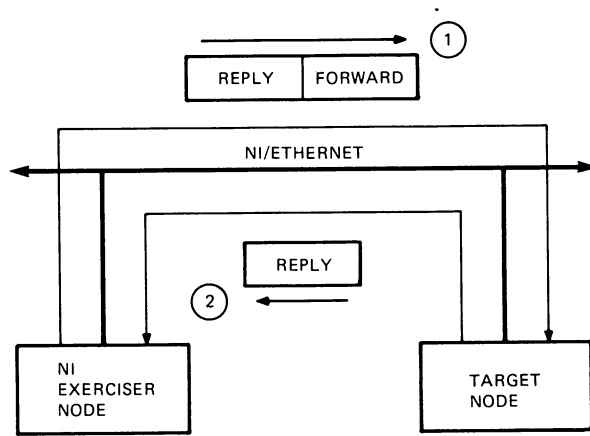 1
REPLY FORWARD
NI/ETHERNET
REPLY
2
NI
EXERCISER
NODE
TARGET
NODE